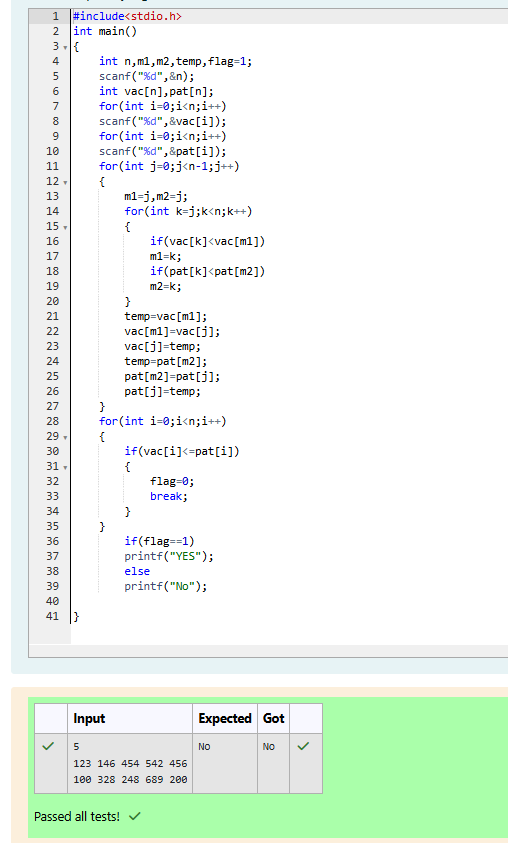 1 #include<stdio.h>
2 int main()
3 {
4 int n,m1,m2,temp,flag=1;
5 scanf("%d",&n);
6 int vac[n],pat[n];
7 for(int i=0;i<n;i++)
8 scanf("%d",&vac[i]);
9 for(int i=0;i<n;i++)
10 scanf("%d",&pat[i]);
11 for(int j=0;j<n-1;j++)
12 {
13 m1=j,m2=j;
14 for(int k=j;k<n;k++)
15 {
16 if(vac[k]<vac[m1])
17 m1=k;
18 if(pat[k]<pat[m2])
19 m2=k;
20 }
21 temp=vac[m1];
22 vac[m1]=vac[j];
23 vac[j]=temp;
24 temp=pat[m2];
25 pat[m2]=pat[j];
26 pat[j]=temp;
27 }
28 for(int i=0;i<n;i++)
29 {
30 if(vac[i]<=pat[i])
31 {
32 flag=0;
33 break;
34 }
35 }
36 if(flag==1)
37 printf("YES");
38 else
39 printf("No");
40
41 }
Input Expected Got
5 No No
123 146 454 542 456
100 328 248 689 200
Passed all tests!